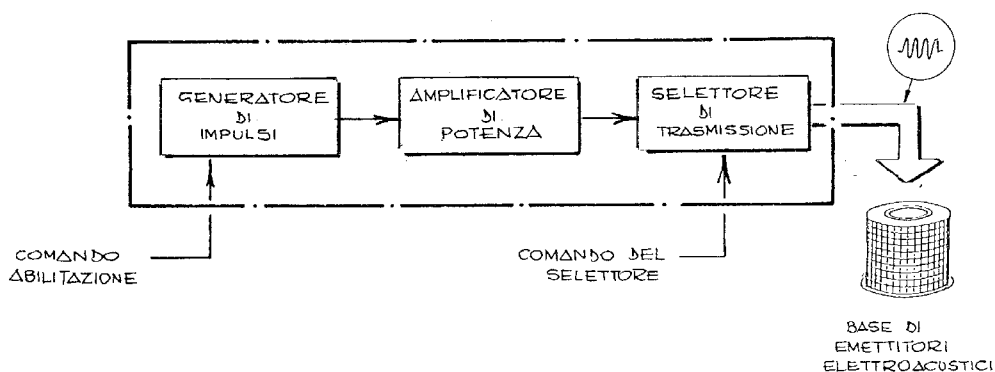 GENERATORE
DI
IMPULSI
AMPLIFICATORE
DI
POTENZA
SELETTORE
DI
TRASMISSIONE
COMANDO
ABILITAZIONE
COMANDO DEL
SELETTORE
BASE DI
EMETTITORI
ELETTROACUSTICI